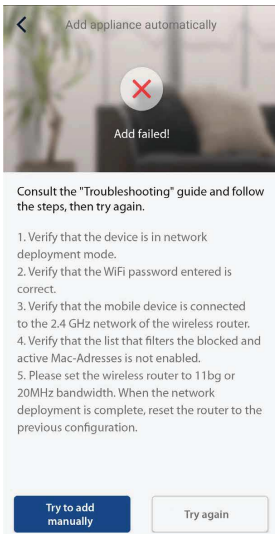 Add appliance automatically
Add failed!
Consult the "Troubleshooting" guide and follow
the steps, then try again.
1. Verify that the device is in network
deployment mode.
2. Verify that the WiFi password entered is
correct.
3. Verify that the mobile device is connected
to the 2.4 GHz network of the wireless router.
4. Verify that the list that filters the blocked and
active Mac-Adresses is not enabled.
5. Please set the wireless router to 11bg or
20MHz bandwidth. When the network
deployment is complete, reset the router to the
previous configuration.
Try to add
manually
Try again